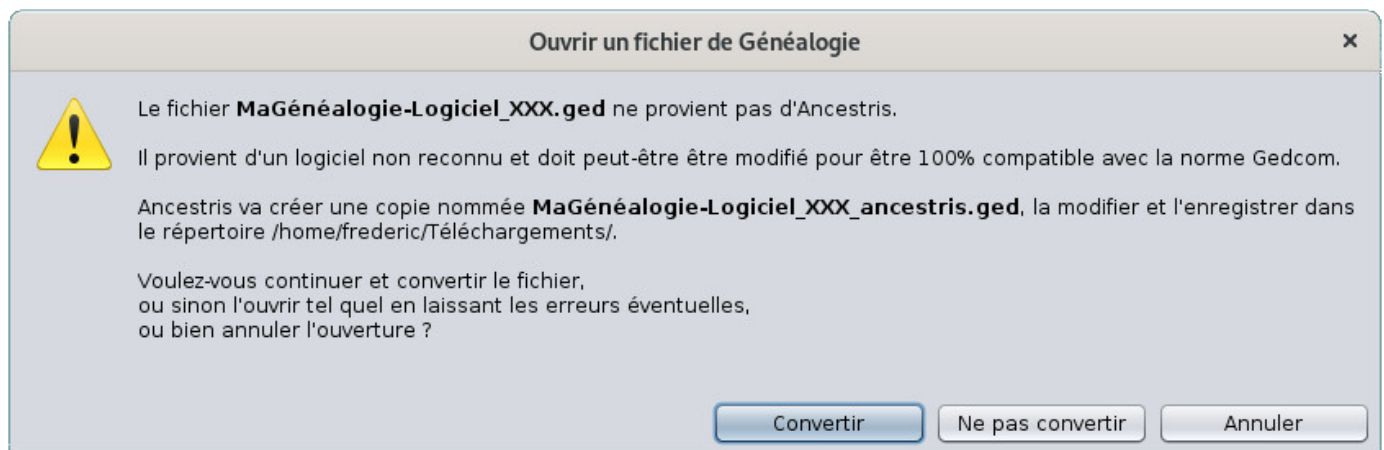 Ouvrir un fichier de Généalogie
Le fichier MaGénéalogie-Logiciel_XXX.ged ne provient pas d'Ancestris.
Il provient d'un logiciel non reconnu et doit peut-être être modifié pour être 100% compatible avec la norme Gedcom.
Ancestris va créer une copie nommée MaGénéalogie-Logiciel_XXX_ancestris.ged, la modifier et l'enregistrer dans
le répertoire /home/frederic/Téléchargements/.
Voulez-vous continuer et convertir le fichier,
ou sinon l'ouvrir tel quel en laissant les erreurs éventuelles,
ou bien annuler l'ouverture ?
Convertir Ne pas convertir Annuler